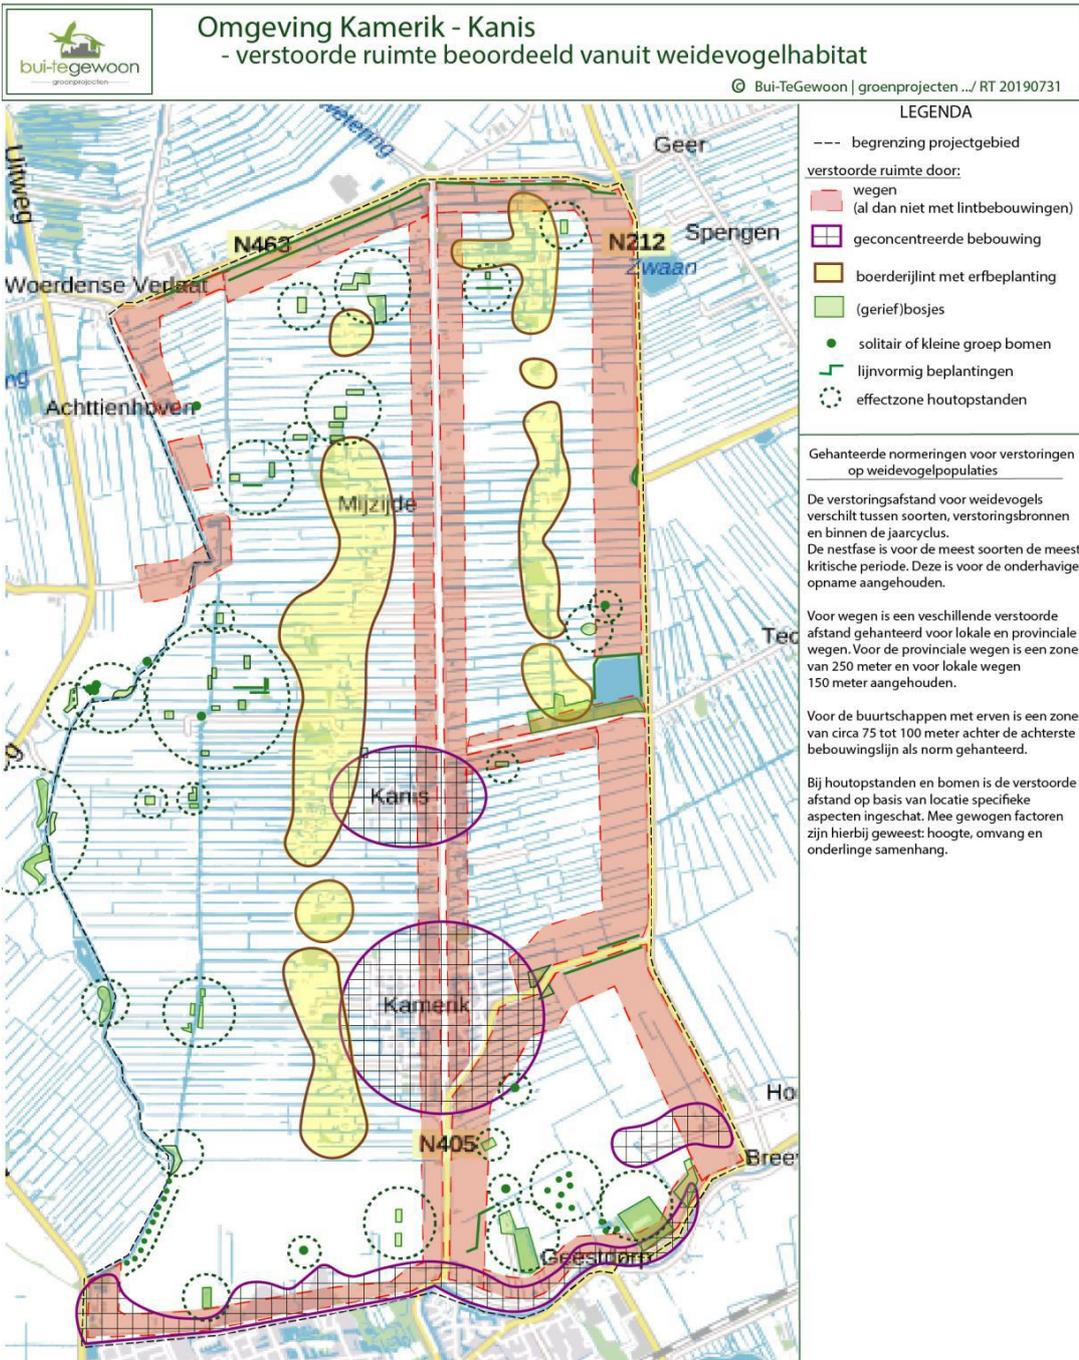 bui-tegewoon
groenprojecten
Omgeving Kamerik - Kanis
- verstoorde ruimte beoordeeld vanuit weidevogelhabitat
© Bui-TeGewoon | groenprojecten .../ RT 20190731
wetering
Uitweg
Geer
N463
N212
Spengen
Zwaan
Woerdense Verlaat
ng
Achttienhoven
Mijzijde
Tec
Kanis
Kamerik
Ho
N405
Bree
Geestdorp
LEGENDA
begrenzing projectgebied
verstoorde ruimte door:
wegen
(al dan niet met lintbebouwingen)
geconcentreerde bebouwing
boerderijlint met erfbeplanting
(gerief)bosjes
solitair of kleine groep bomen
lijnvormig beplantingen
effectzone houtopstanden
Gehanteerde normeringen voor verstoringen
op weidevogelpopulaties
De verstoringsafstand voor weidevogels
verschilt tussen soorten, verstoringsbronnen
en binnen de jaarcyclus.
De nestfase is voor de meest soorten de meest
kritische periode. Deze is voor de onderhavige
opname aangehouden.
Voor wegen is een veschillende verstoorde
afstand gehanteerd voor lokale en provinciale
wegen. Voor de provinciale wegen is een zone
van 250 meter en voor lokale wegen
150 meter aangehouden.
Voor de buurtschappen met erven is een zone
van circa 75 tot 100 meter achter de achterste
bebouwingslijn als norm gehanteerd.
Bij houtopstanden en bomen is de verstoorde
afstand op basis van locatie specifieke
aspecten ingeschat. Mee gewogen factoren
zijn hierbij geweest: hoogte, omvang en
onderlinge samenhang.